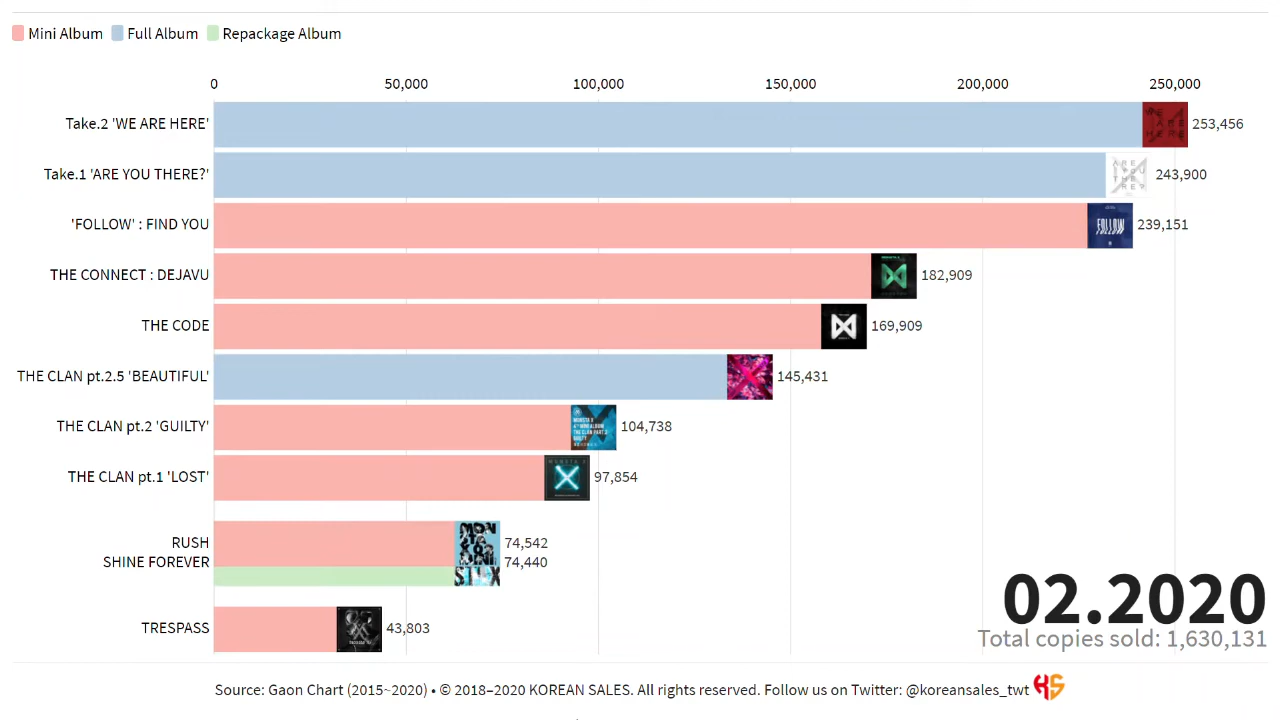 Mini Album Full Album Repackage Album
0 50,000 100,000 150,000 200,000 250,000
Take.2 'WE ARE HERE' 253,456
Take.1 'ARE YOU THERE?' 243,900
'FOLLOW' : FIND YOU FOLLOW 239,151
THE CONNECT : DEJAVU 182,909
THE CODE 169,909
THE CLAN pt.2.5 'BEAUTIFUL' 145,431
THE CLAN pt.2 'GUILTY' 104,738
THE CLAN pt.1 'LOST' 97,854
RUSH 74,542
SHINE FOREVER 74,440
TRESPASS 43,803
02.2020
Total copies sold: 1,630,131
Source: Gaon Chart (2015~2020) • © 2018–2020 KOREAN SALES. All rights reserved. Follow us on Twitter: @koreansales_twt KS